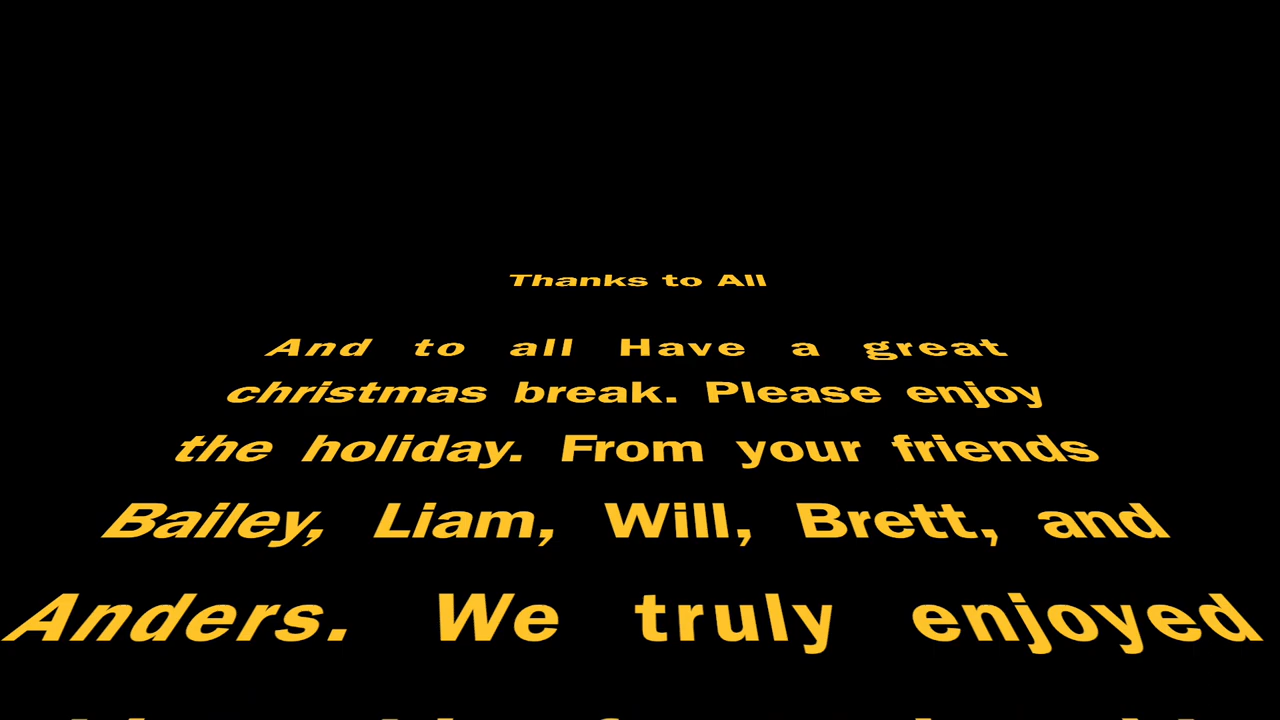 Thanks to All
And to all Have a great
christmas break. Please enjoy
the holiday. From your friends
Bailey, Liam, Will, Brett, and
Anders. We truly enjoyed